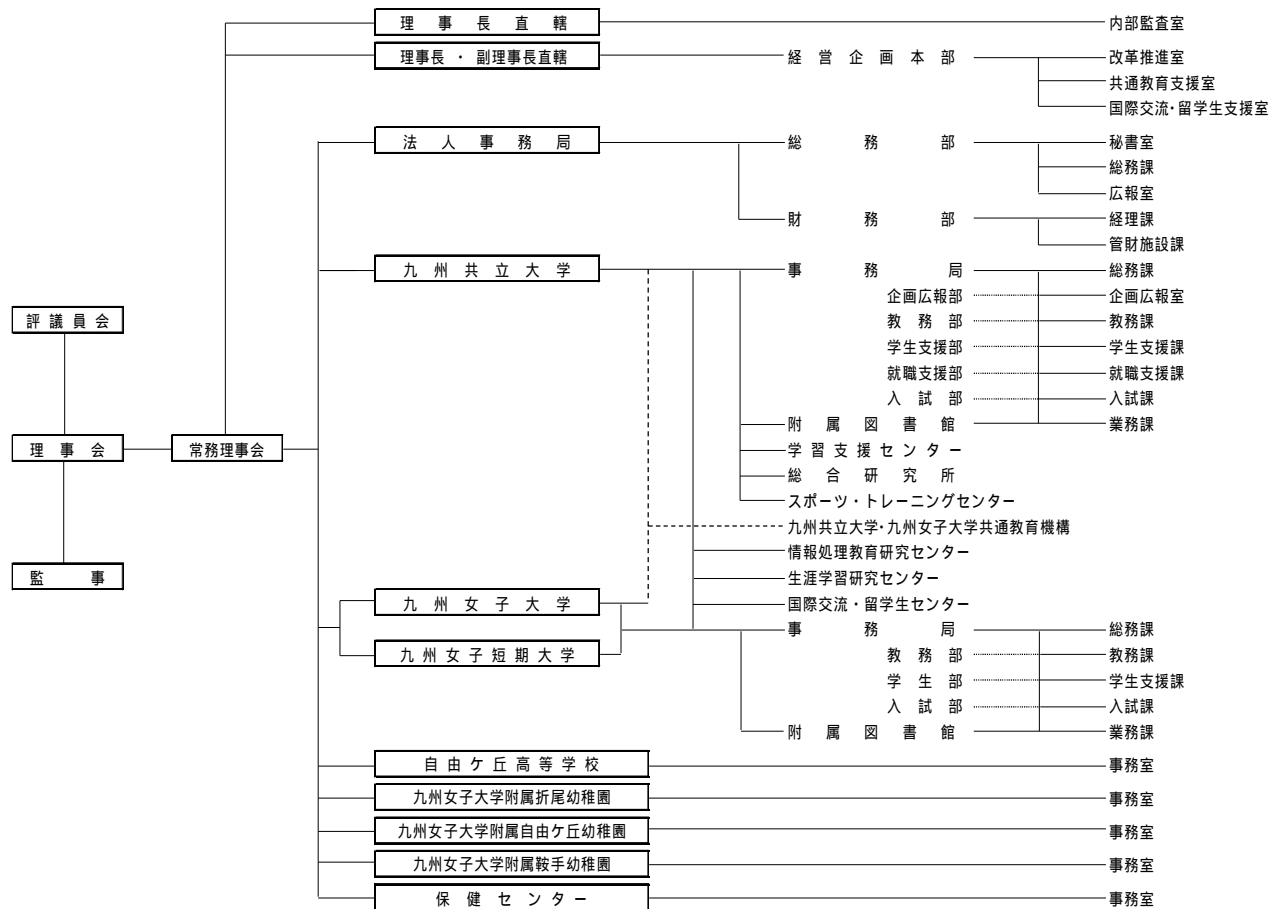 理事長直轄 内部監査室
理事長・副理事長直轄 経営企画本部 改革推進室
共通教育支援室
国際交流・留学生支援室
法人事務局 総務部 秘書室
総務課
広報室
財務部 経理課
管財施設課
九州共立大学 事務局 総務課
企画広報部 企画広報室
評議員会 教務部 教務課
学生支援部 学生支援課
就職支援部 就職支援課
入試部 入試課
附属図書館 業務課
理事会 常務理事会 学習支援センター
総合研究所
スポーツ・トレーニングセンター
九州共立大学・九州女子大学共通教育機構
情報処理教育研究センター
監事 生涯学習研究センター
九州女子大学 国際交流・留学生センター
事務局 総務課
九州女子短期大学 教務部 教務課
学生部 学生支援課
入試部 入試課
附属図書館 業務課
自由ケ丘高等学校 事務室
九州女子大学附属折尾幼稚園 事務室
九州女子大学附属自由ケ丘幼稚園 事務室
九州女子大学附属鞍手幼稚園 事務室
保健センター 事務室